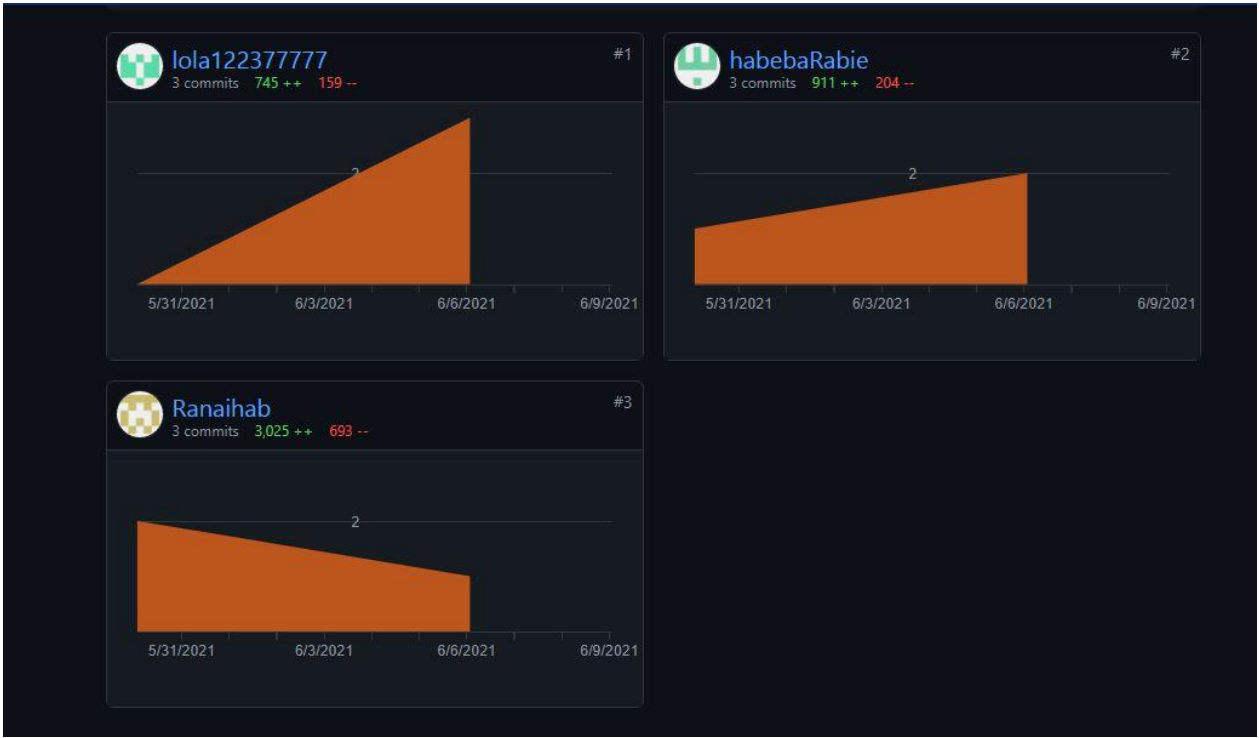 lola122377777
#1
3 commits 745 ++ 159 --
2
5/31/2021 6/3/2021 6/6/2021 6/9/2021
habebaRabie
#2
3 commits 911 ++ 204 --
2
5/31/2021 6/3/2021 6/6/2021 6/9/2021
Ranaihab
#3
3 commits 3,025 ++ 693 --
2
5/31/2021 6/3/2021 6/6/2021 6/9/2021